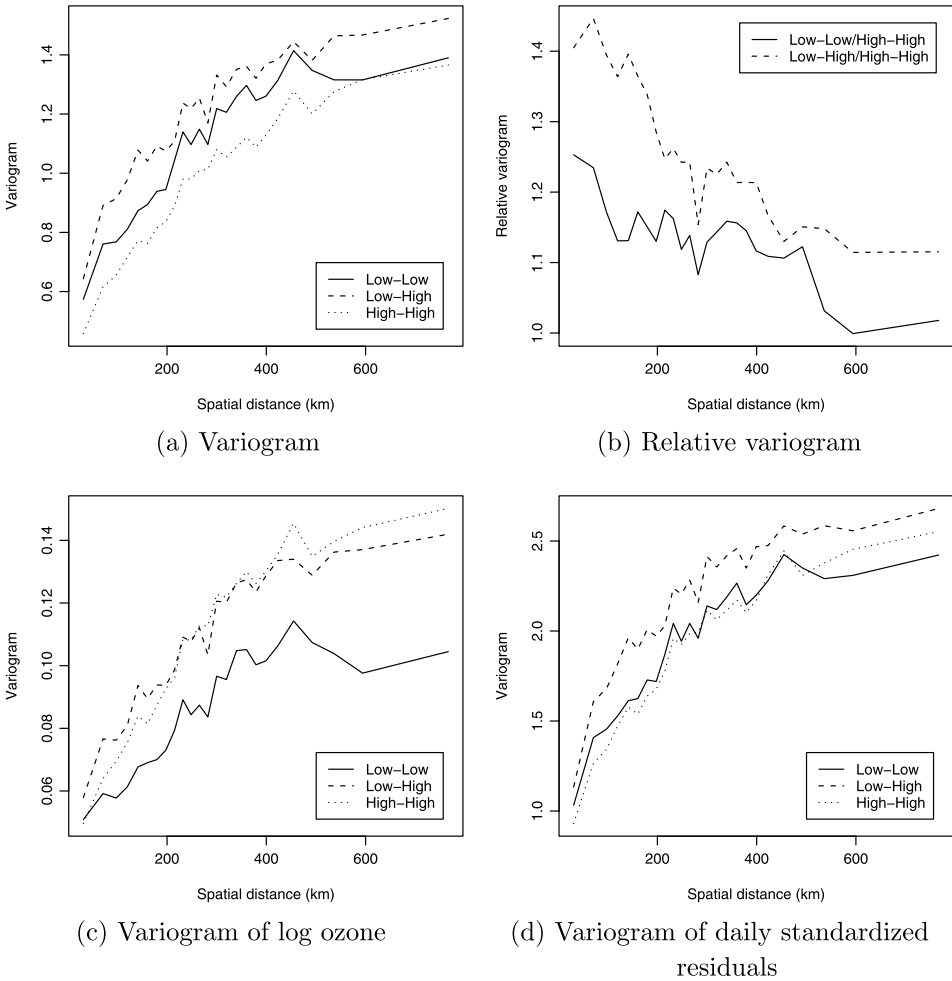 Variogram
0.6 0.8 1.0 1.2 1.4
200 400 600
Spatial distance (km)
Low−Low
Low−High
High−High
(a) Variogram
Relative variogram
1.0 1.1 1.2 1.3 1.4
200 400 600
Spatial distance (km)
Low−Low/High−High
Low−High/High−High
(b) Relative variogram
Variogram
0.06 0.08 0.10 0.12 0.14
200 400 600
Spatial distance (km)
Low−Low
Low−High
High−High
(c) Variogram of log ozone
Variogram
1.0 1.5 2.0 2.5
200 400 600
Spatial distance (km)
Low−Low
Low−High
High−High
(d) Variogram of daily standardized
residuals